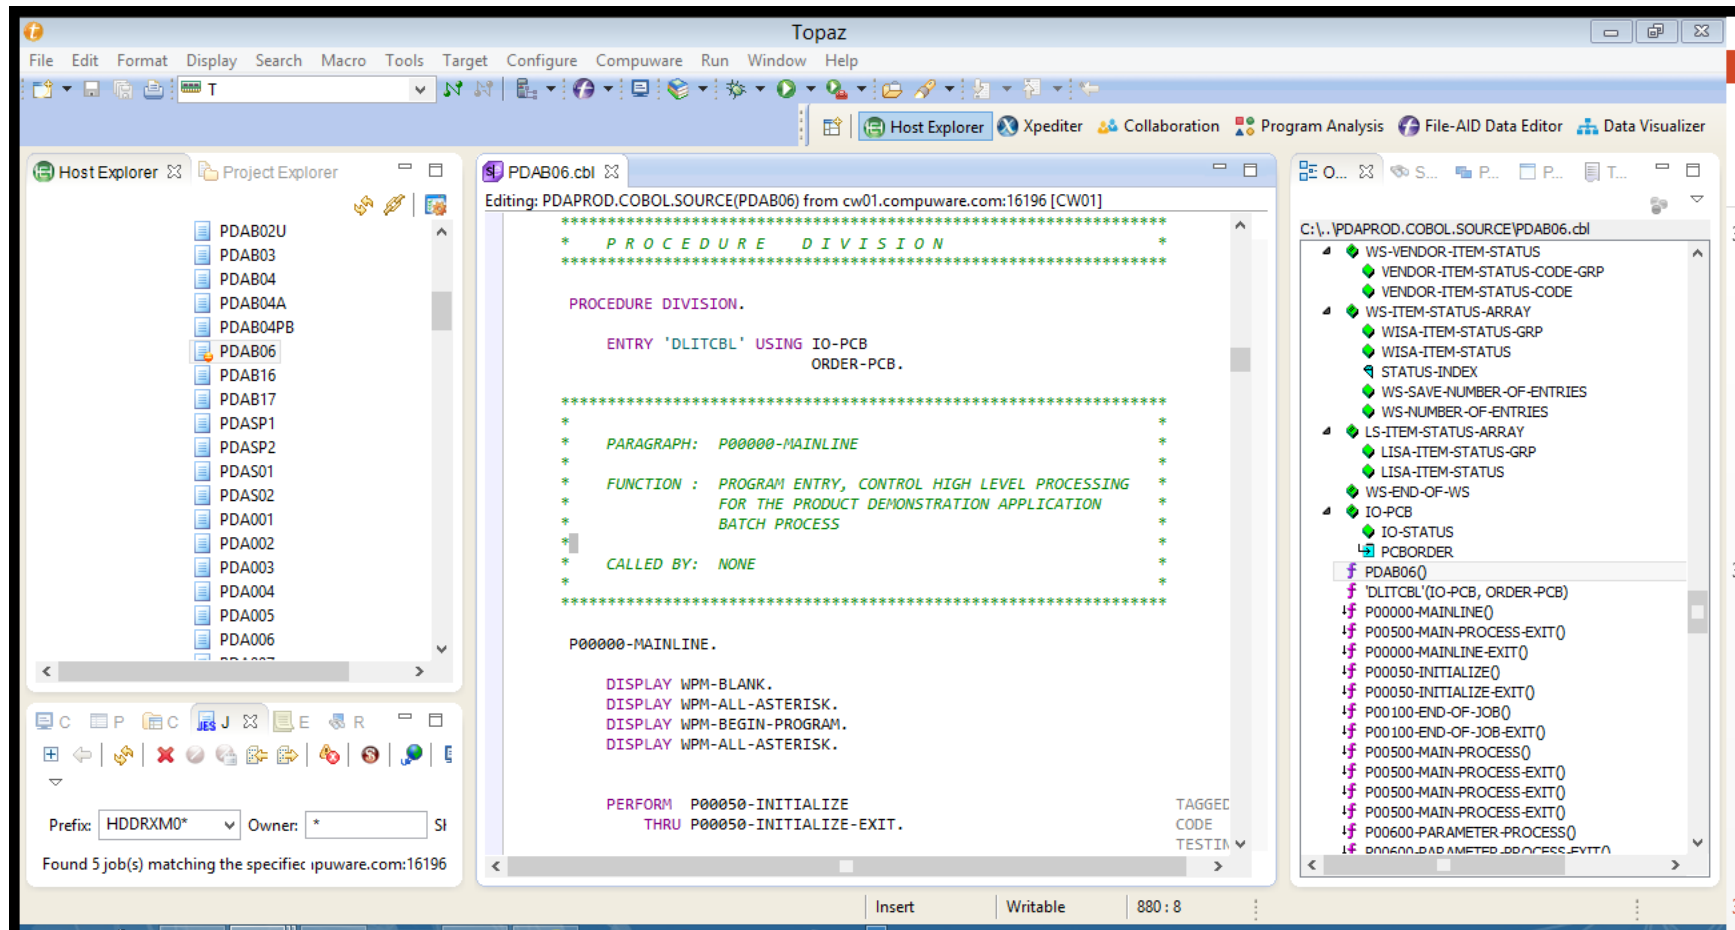 Topaz
File Edit Format Display Search Macro Tools Target Configure Compuware Run Window Help
T
Host Explorer Xpediter Collaboration Program Analysis File-AID Data Editor Data Visualizer
Host Explorer Project Explorer
PDAB02U
PDAB03
PDAB04
PDAB04A
PDAB04PB
PDAB06
PDAB16
PDAB17
PDASP1
PDASP2
PDAS01
PDAS02
PDA001
PDA002
PDA003
PDA004
PDA005
PDA006
C P C J E R
Prefix: HDDRXM0* Owner: *
Found 5 job(s) matching the specified
PDAB06.cbl
Editing: PDAPROD.COBOL.SOURCE(PDAB06) from cw01.compuware.com:16196 [CW01]
*****************************************************************
* P R O C E D U R E D I V I S I O N *
*****************************************************************
PROCEDURE DIVISION.
ENTRY 'DLITCBL' USING IO-PCB
ORDER-PCB.
*****************************************************************
* *
* PARAGRAPH: P00000-MAINLINE *
* *
* FUNCTION : PROGRAM ENTRY, CONTROL HIGH LEVEL PROCESSING *
* FOR THE PRODUCT DEMONSTRATION APPLICATION *
* BATCH PROCESS *
* *
* CALLED BY: NONE *
* *
*****************************************************************
P00000-MAINLINE.
DISPLAY WPM-BLANK.
DISPLAY WPM-ALL-ASTERISK.
DISPLAY WPM-BEGIN-PROGRAM.
DISPLAY WPM-ALL-ASTERISK.
PERFORM P00050-INITIALIZE TAGGED
THRU P00050-INITIALIZE-EXIT. CODE
TESTIN
O... S... P... P... T...
C:\..\PDAPROD.COBOL.SOURCE\PDAB06.cbl
WS-VENDOR-ITEM-STATUS
VENDOR-ITEM-STATUS-CODE-GRP
VENDOR-ITEM-STATUS-CODE
WS-ITEM-STATUS-ARRAY
WISA-ITEM-STATUS-GRP
WISA-ITEM-STATUS
STATUS-INDEX
WS-SAVE-NUMBER-OF-ENTRIES
WS-NUMBER-OF-ENTRIES
LS-ITEM-STATUS-ARRAY
LISA-ITEM-STATUS-GRP
LISA-ITEM-STATUS
WS-END-OF-WS
IO-PCB
IO-STATUS
PCBORDER
PDAB06()
'DLITCBL'(IO-PCB, ORDER-PCB)
P00000-MAINLINE()
P00500-MAIN-PROCESS-EXIT()
P00000-MAINLINE-EXIT()
P00050-INITIALIZE()
P00050-INITIALIZE-EXIT()
P00100-END-OF-JOB()
P00100-END-OF-JOB-EXIT()
P00500-MAIN-PROCESS()
P00500-MAIN-PROCESS-EXIT()
P00500-MAIN-PROCESS-EXIT()
P00500-MAIN-PROCESS-EXIT()
P00600-PARAMETER-PROCESS()
P00600-PARAMETER-PROCESS-EXIT()
Insert Writable 880 : 8